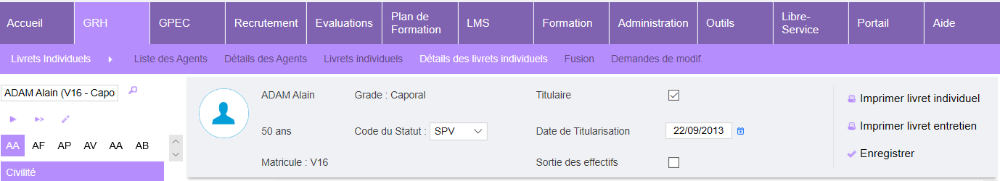 Accueil
GRH
GPEC
Recrutement
Evaluations
Plan de
Formation
LMS
Formation
Administration
Outils
Libre-
Service
Portail
Aide
Livrets Individuels
Liste des Agents
Détails des Agents
Livrets individuels
Détails des livrets individuels
Fusion
Demandes de modif.
ADAM Alain (V16 - Capo
AA AF AP AV AA AB
Civilité
ADAM Alain
Grade : Caporal
Titulaire
50 ans
Code du Statut : SPV
Date de Titularisation 22/09/2013
Matricule : V16
Sortie des effectifs
Imprimer livret individuel
Imprimer livret entretien
Enregistrer